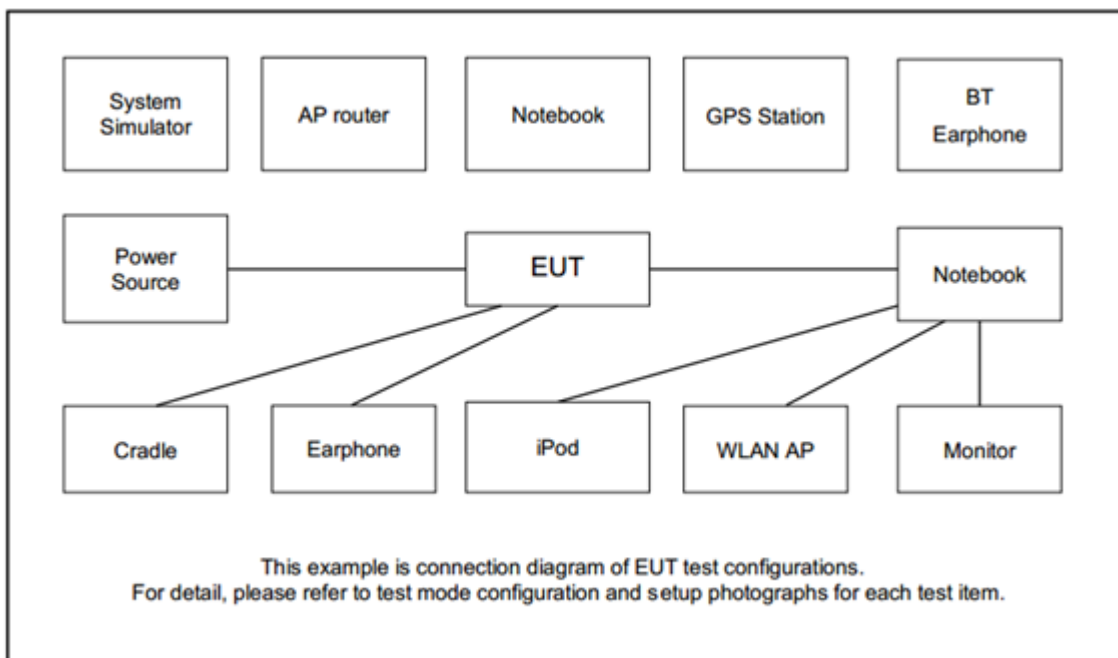 System
Simulator
AP router
Notebook
GPS Station
BT
Earphone
Power
Source
EUT
Notebook
Cradle
Earphone
iPod
WLAN AP
Monitor
This example is connection diagram of EUT test configurations.
For detail, please refer to test mode configuration and setup photographs for each test item.